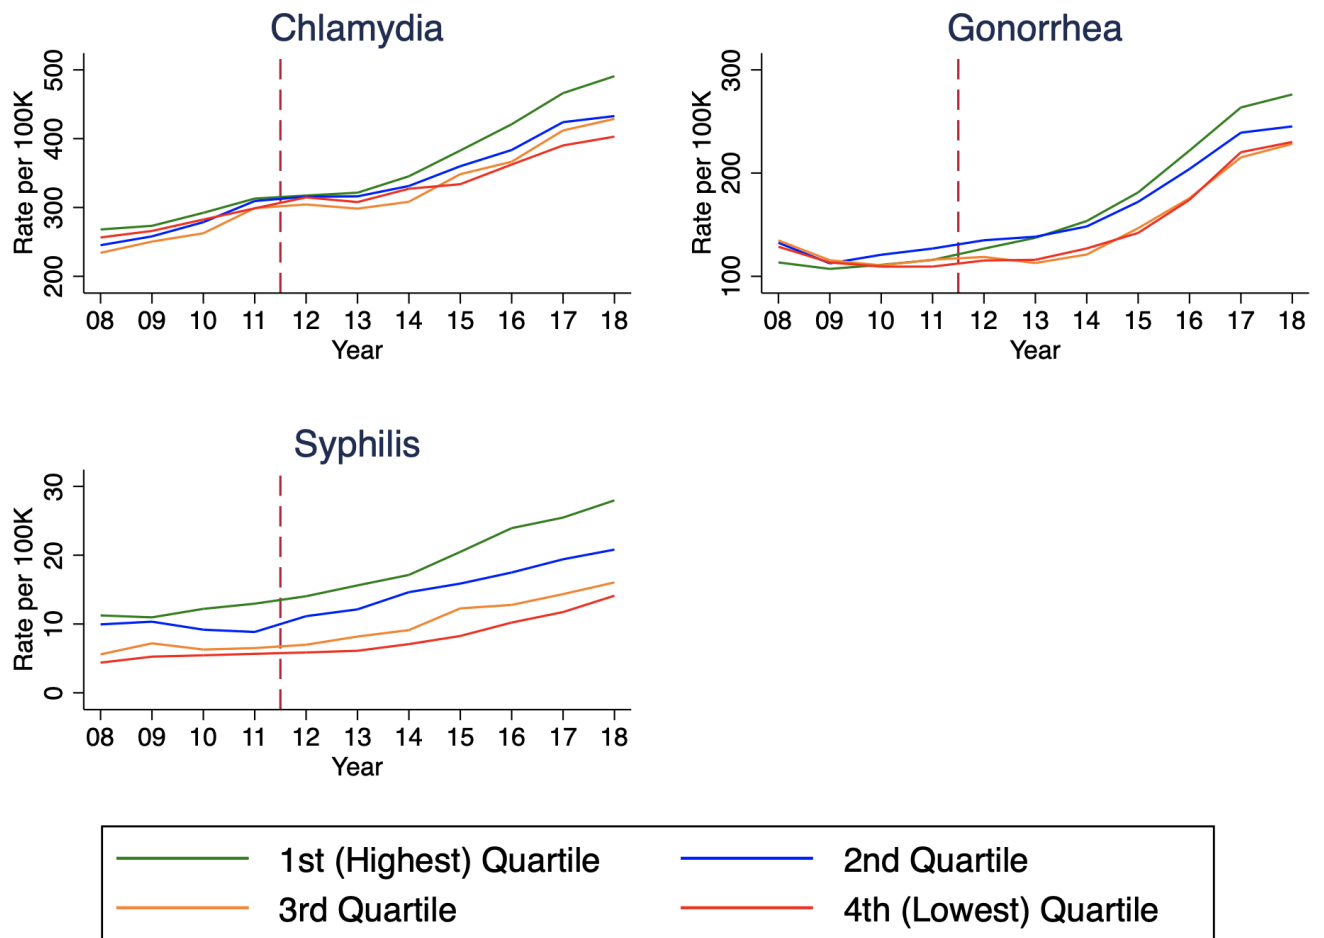 Chlamydia
Rate per 100K
500
400
300
200
08 09 10 11 12 13 14 15 16 17 18
Year
Gonorrhea
Rate per 100K
300
200
100
08 09 10 11 12 13 14 15 16 17 18
Year
Syphilis
Rate per 100K
30
20
10
0
08 09 10 11 12 13 14 15 16 17 18
Year
1st (Highest) Quartile
2nd Quartile
3rd Quartile
4th (Lowest) Quartile